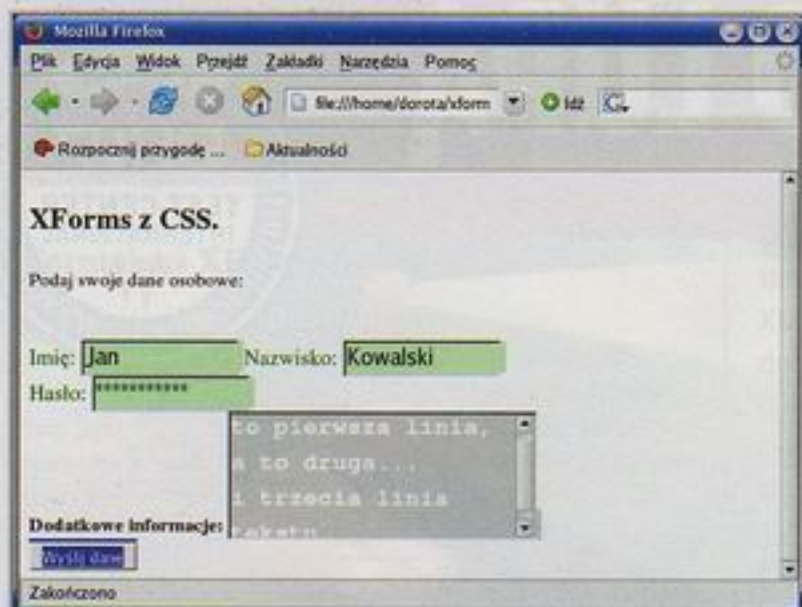 Mozilla Firefox
Plik Edycja Widok Przejdź Zakładki Narzędzia Pomoc
file:///home/dorota/xform Idź
Rozpocznij przygodę ... Aktualności
XForms z CSS.
Podaj swoje dane osobowe:
Imię: Jan Nazwisko: Kowalski
Hasło: ***********
to pierwsza linia,
a to druga...
i trzecia linia
tekstu
Dodatkowe informacje:
Wyślij dane
Zakończono